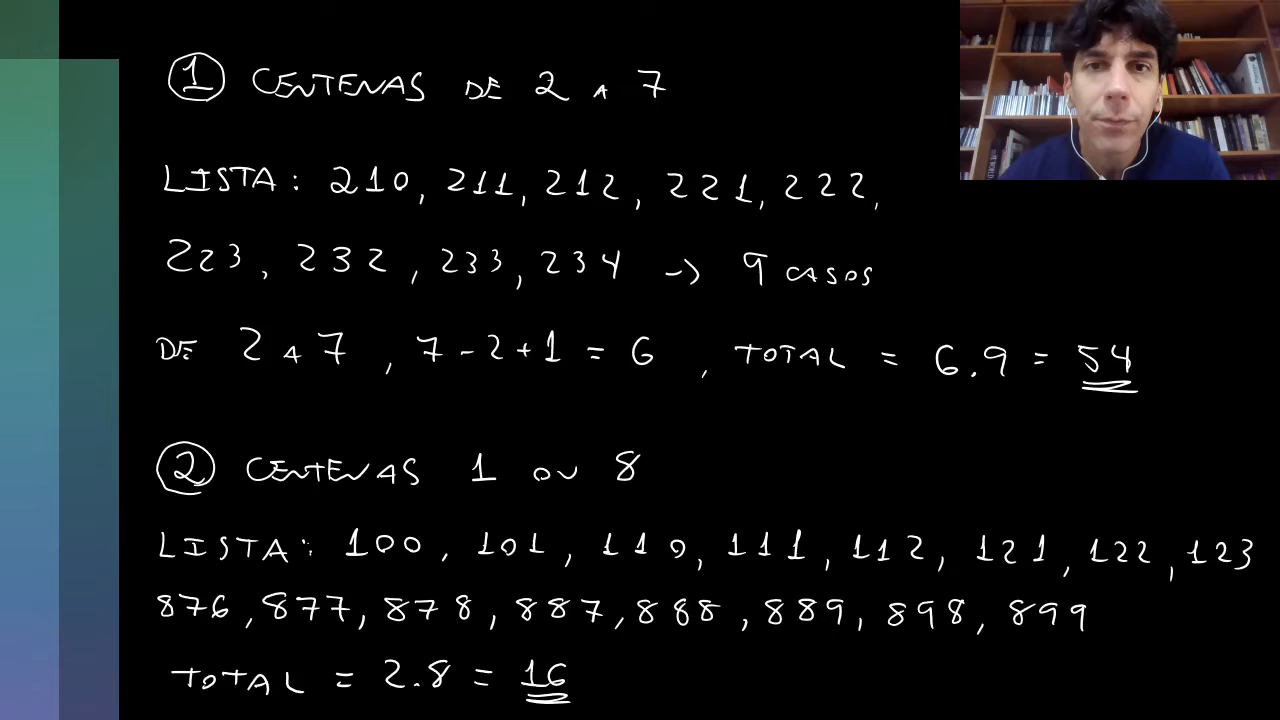 1 CENTENAS DE 2 A 7
LISTA: 210, 211, 212, 221, 222,
223, 232, 233, 234 -> 9 CASOS
DE 2 A 7, 7-2+1 = 6, TOTAL = 6.9 = 54
2 CENTENAS 1 OU 8
LISTA: 100, 101, 110, 111, 112, 121, 122, 123
876, 877, 878, 887, 888, 889, 898, 899
TOTAL = 2.8 = 16